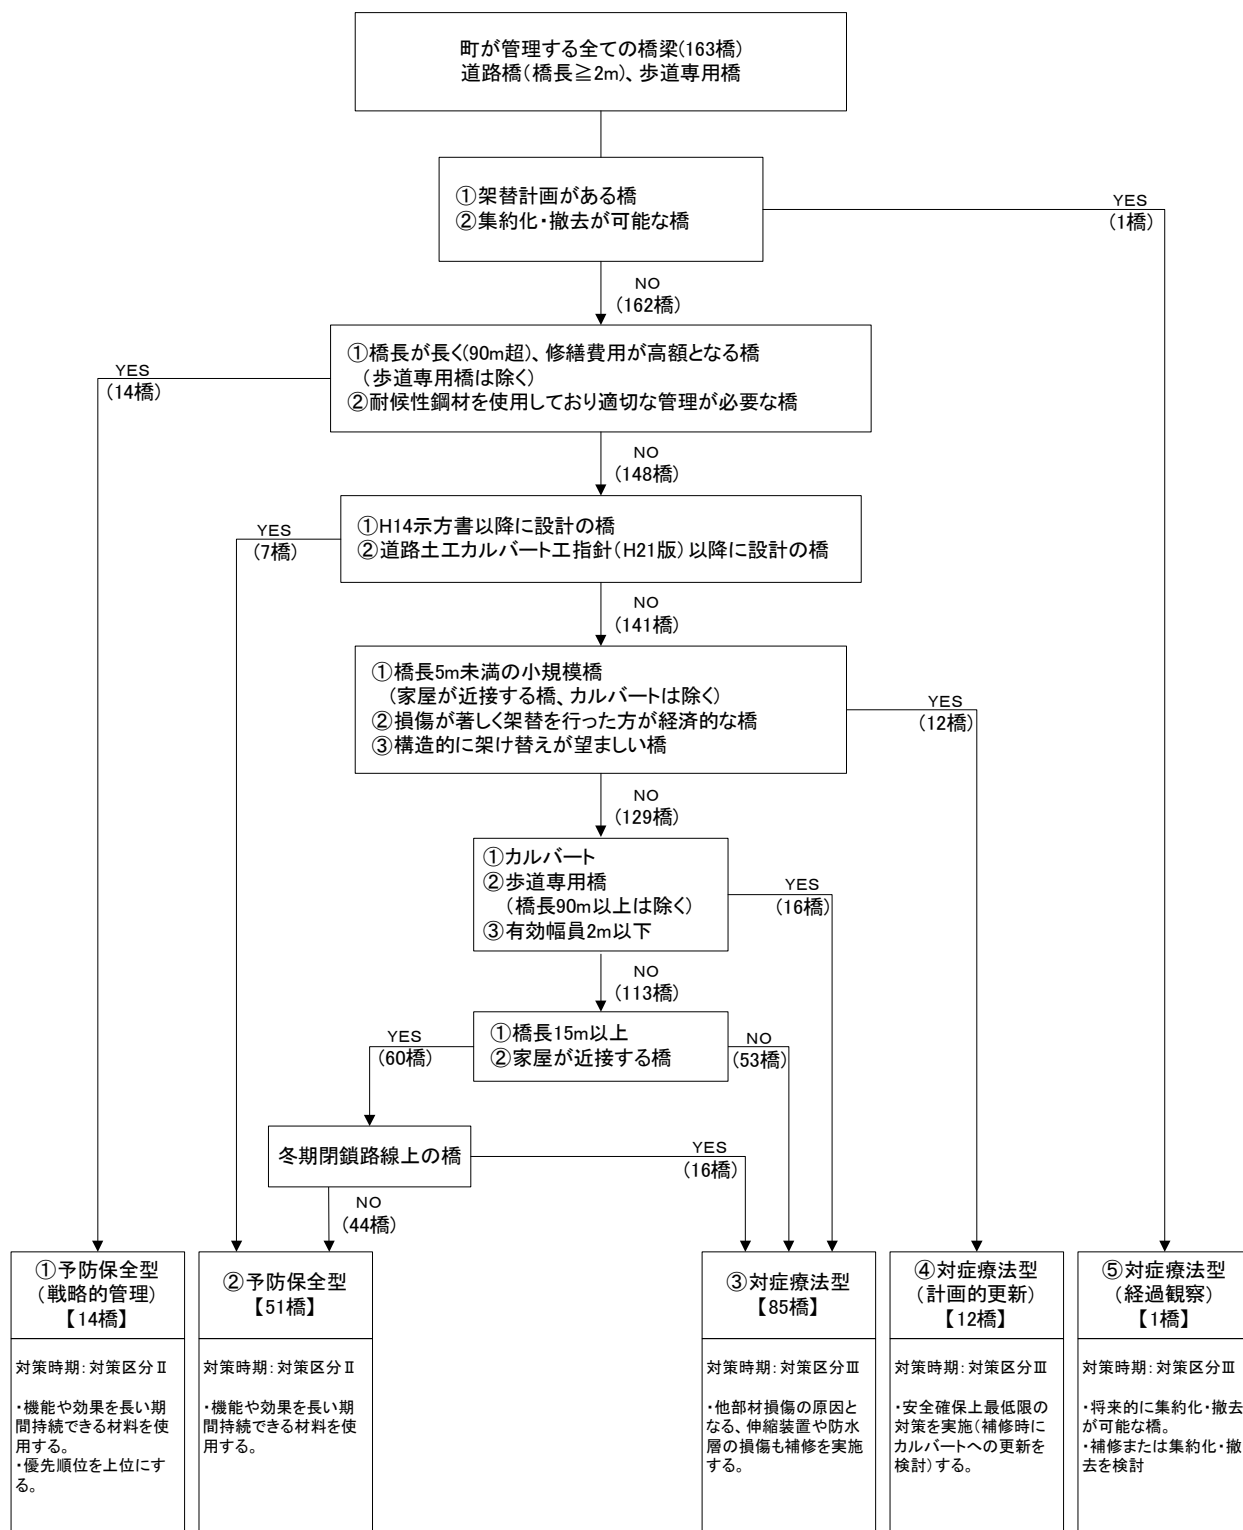 町が管理する全ての橋梁(163橋)
道路橋(橋長≧2m)、歩道専用橋
①架替計画がある橋
②集約化・撤去が可能な橋
YES
(1橋)
NO
(162橋)
①橋長が長く(90m超)、修繕費用が高額となる橋
(歩道専用橋は除く)
②耐候性鋼材を使用しており適切な管理が必要な橋
YES
(14橋)
NO
(148橋)
①H14示方書以降に設計の橋
②道路土工カルバート工指針(H21版)以降に設計の橋
YES
(7橋)
NO
(141橋)
①橋長5m未満の小規模橋
(家屋が近接する橋、カルバートは除く)
②損傷が著しく架替を行った方が経済的な橋
③構造的に架け替えが望ましい橋
YES
(12橋)
NO
(129橋)
①カルバート
②歩道専用橋
(橋長90m以上は除く)
③有効幅員2m以下
YES
(16橋)
NO
(113橋)
①橋長15m以上
②家屋が近接する橋
YES
(60橋)
NO
(53橋)
冬期閉鎖路線上の橋
YES
(16橋)
NO
(44橋)
①予防保全型
(戦略的管理)
【14橋】
対策時期:対策区分Ⅱ
・機能や効果を長い期
間持続できる材料を使
用する。
・優先順位を上位にす
る。
②予防保全型
【51橋】
対策時期:対策区分Ⅱ
・機能や効果を長い期
間持続できる材料を使
用する。
③対症療法型
【85橋】
対策時期:対策区分Ⅲ
・他部材損傷の原因と
なる、伸縮装置や防水
層の損傷も補修を実施
する。
④対症療法型
(計画的更新)
【12橋】
対策時期:対策区分Ⅲ
・安全確保上最低限の
対策を実施(補修時に
カルバートへの更新を
検討)する。
⑤対症療法型
(経過観察)
【1橋】
対策時期:対策区分Ⅲ
・将来的に集約化・撤去
が可能な橋。
・補修または集約化・撤
去を検討